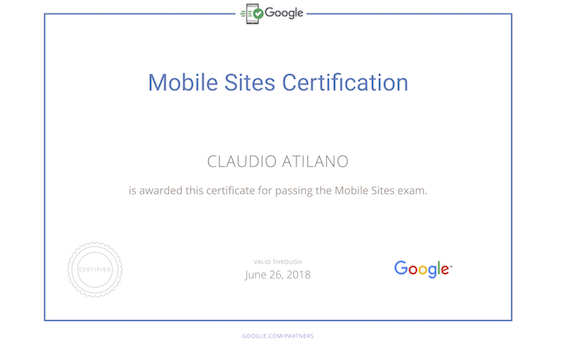 Google
Mobile Sites Certification
CLAUDIO ATILANO
is awarded this certificate for passing the Mobile Sites exam.
CERTIFIED
VALID THROUGH
June 26, 2018
Google
GOOGLE.COM/PARTNERS